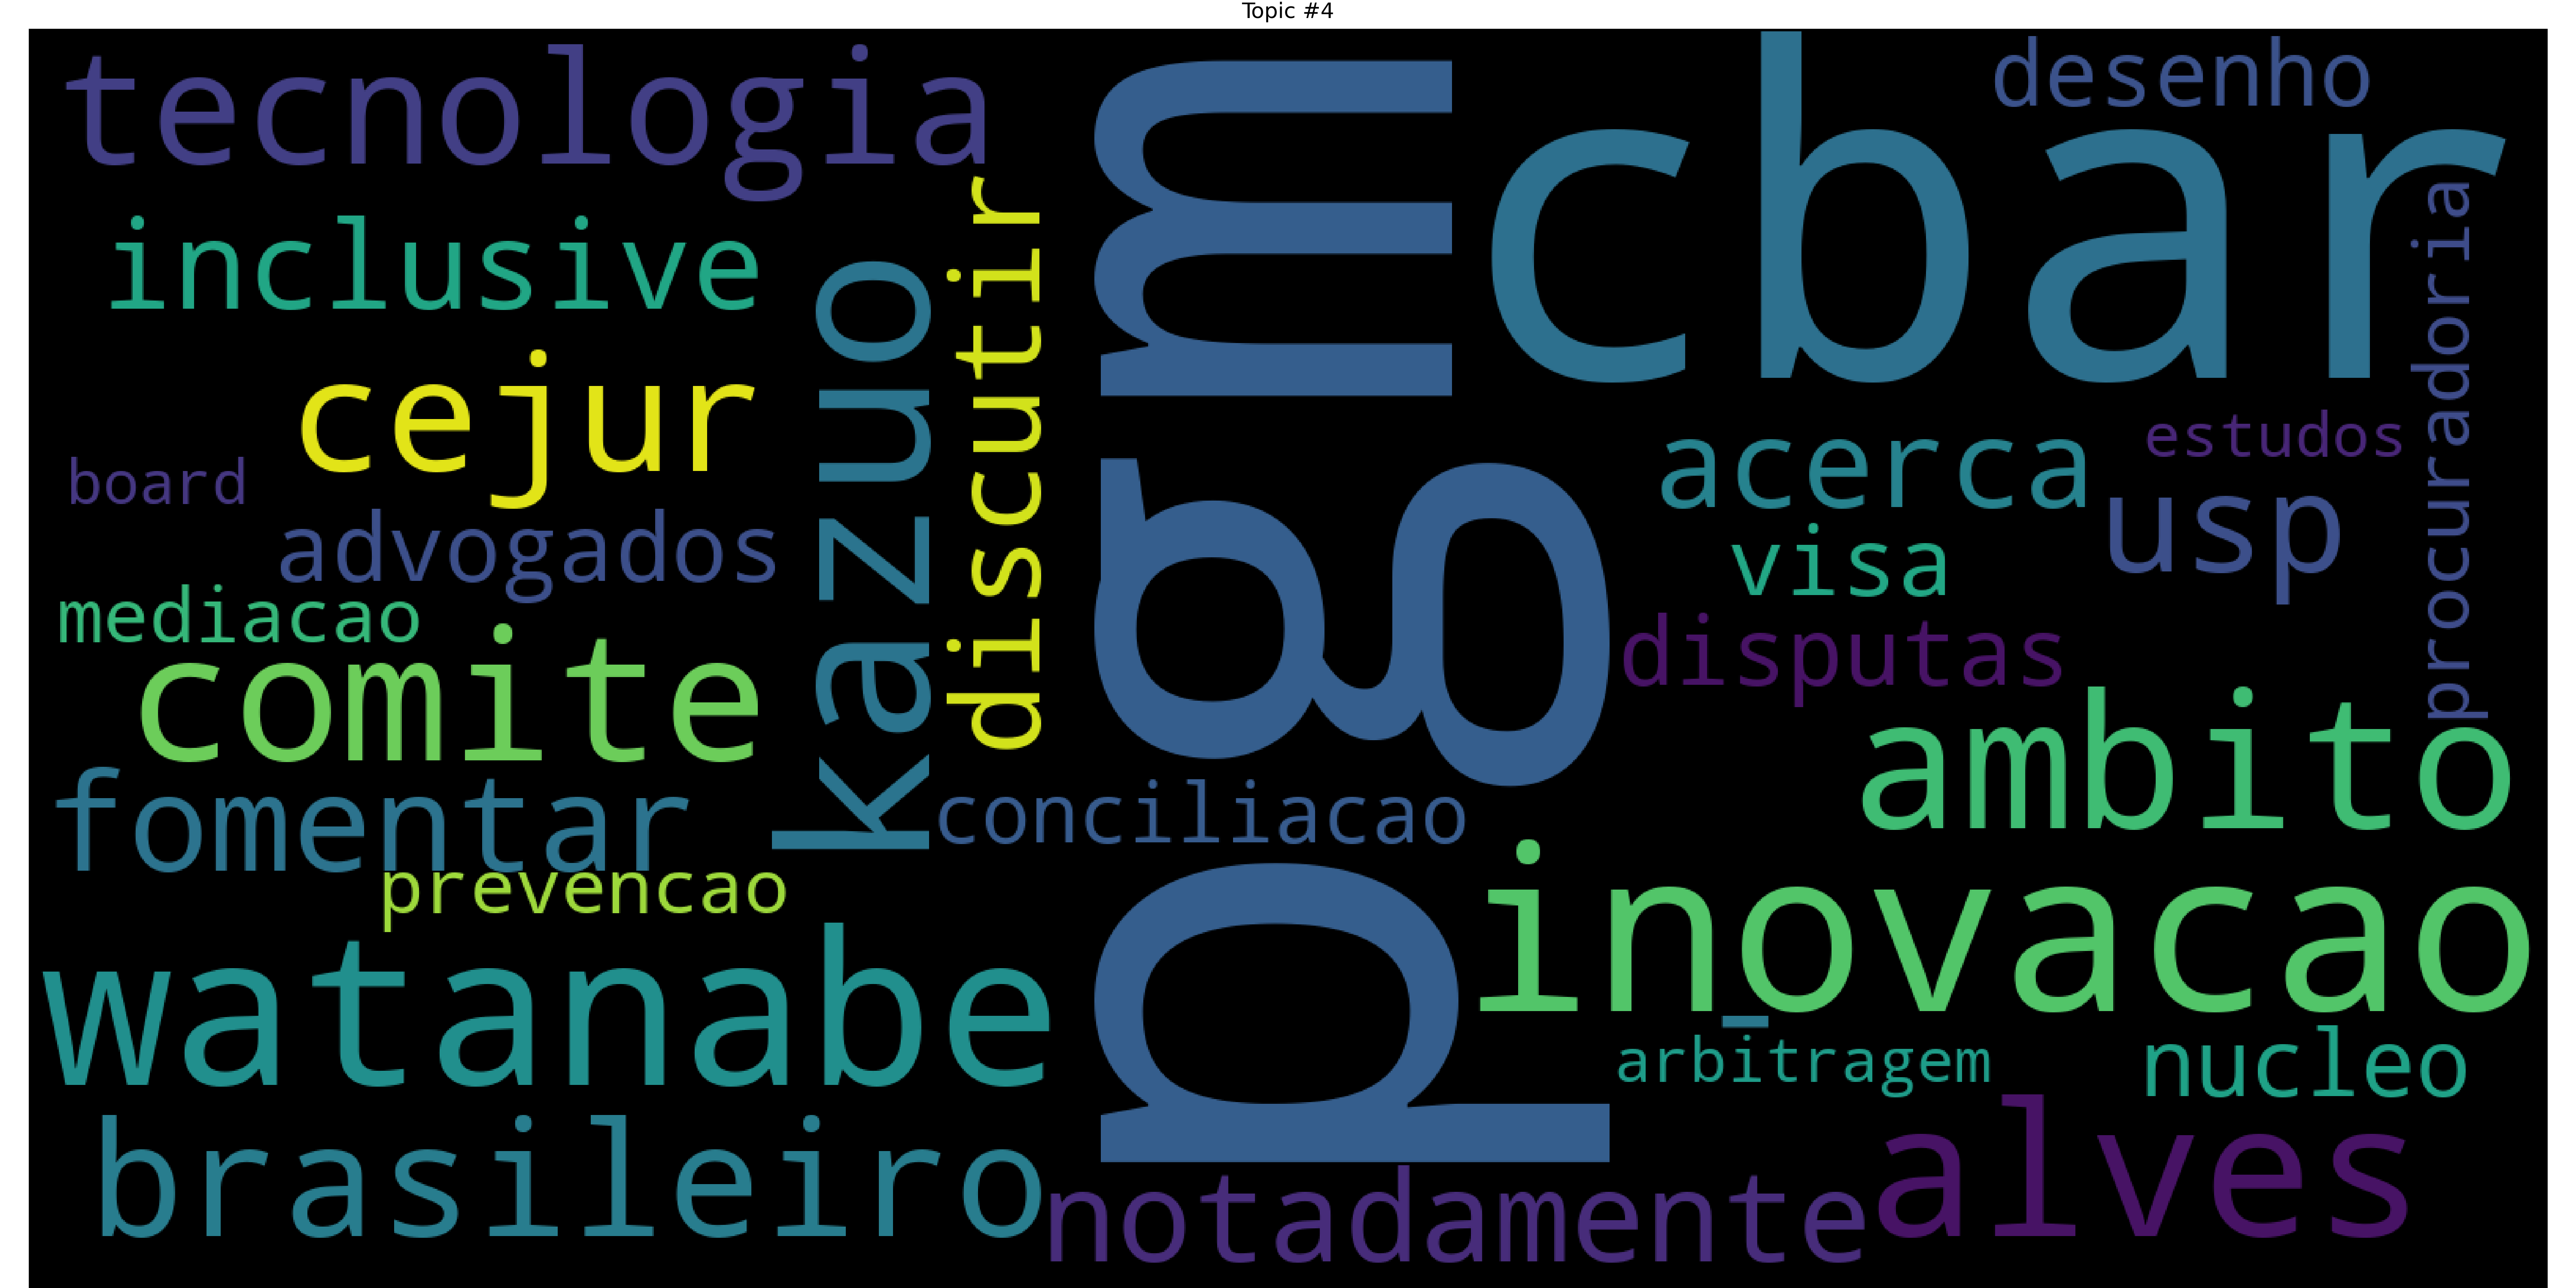 Topic #4
tecnologia
desenho
cbar
inclusive
discutir
kazuo
pgm
procuradoria
cejur
acerca
estudos
board
usp
advogados
visa
mediacao
disputas
comite
ambito
fomentar
conciliacao
prevencao
inovacao
watanabe
-
arbitragem
nucleo
brasileiro
notadamente
alves